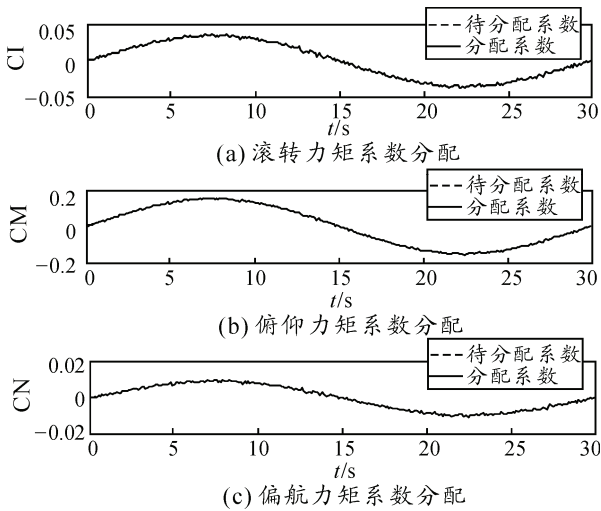 0.05
待分配系数
分配系数
CI
0
−0.05
0 5 10 15 20 25 30
t/s
(a) 滚转力矩系数分配
0.2
待分配系数
分配系数
CM
0
−0.2
0 5 10 15 20 25 30
t/s
(b) 俯仰力矩系数分配
0.02
待分配系数
分配系数
CN
0
−0.02
0 5 10 15 20 25 30
t/s
(c) 偏航力矩系数分配